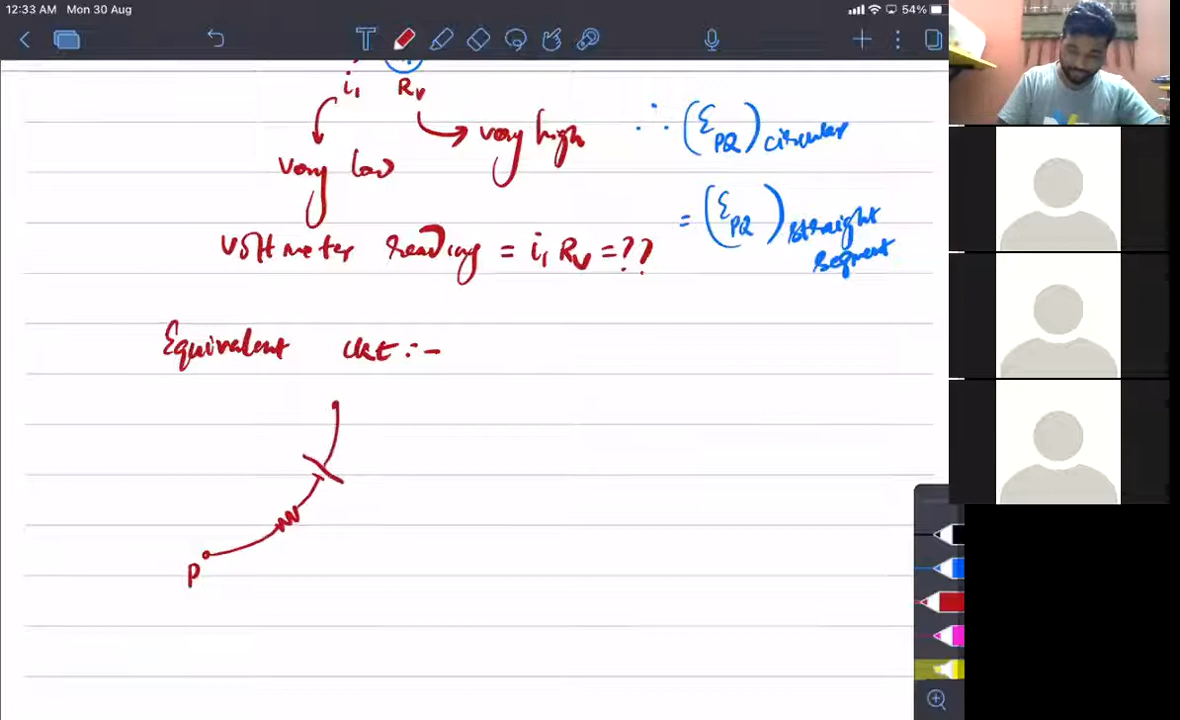 12:33 AM Mon 30 Aug
54%
T
i₁ Rᵥ
very low
very high
voltmeter reading = i₁ Rᵥ = ??
∴ (ε_PQ) circular
= (ε_PQ) straight
segment
Equivalent ckt :-
P